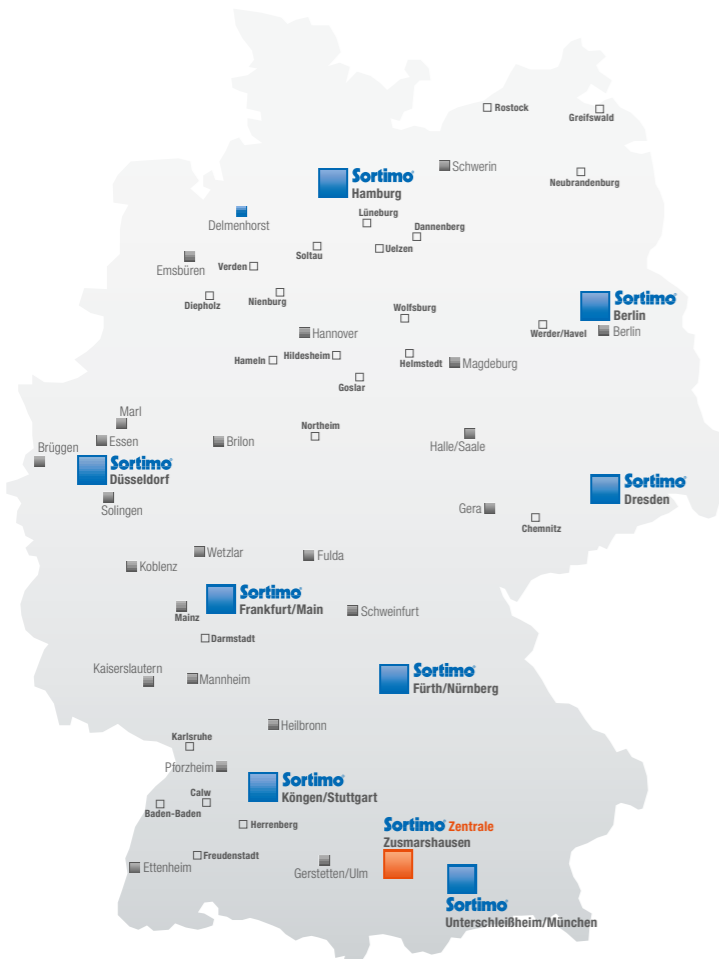 Rostock
Greifswald
Schwerin
Sortimo®
Hamburg
Neubrandenburg
Delmenhorst
Lüneburg
Dannenberg
Uelzen
Soltau
Verden
Emsbüren
Diepholz
Nienburg
Sortimo®
Berlin
Berlin
Werder/Havel
Wolfsburg
Hannover
Hameln
Hildesheim
Helmstedt
Magdeburg
Goslar
Marl
Essen
Brüggen
Brilon
Northeim
Halle/Saale
Sortimo®
Düsseldorf
Solingen
Sortimo®
Dresden
Gera
Chemnitz
Wetzlar
Fulda
Koblenz
Sortimo®
Frankfurt/Main
Mainz
Schweinfurt
Darmstadt
Kaiserslautern
Mannheim
Sortimo®
Fürth/Nürnberg
Heilbronn
Karlsruhe
Pforzheim
Sortimo®
Köngen/Stuttgart
Calw
Baden-Baden
Herrenberg
Sortimo® Zentrale
Zusmarshausen
Freudenstadt
Ettenheim
Gerstetten/Ulm
Sortimo®
Unterschleißheim/München